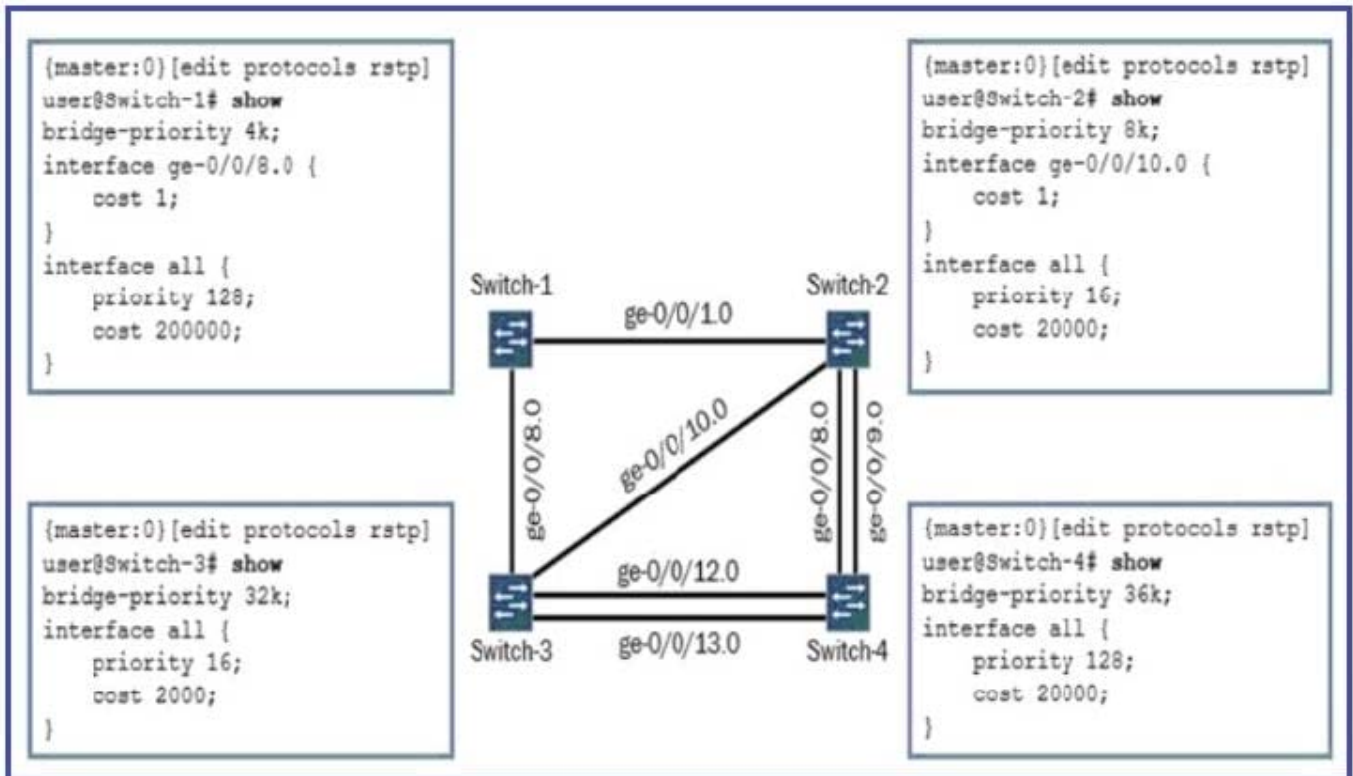 {master:0}[edit protocols rstp]
user@Switch-1# show
bridge-priority 4k;
interface ge-0/0/8.0 {
cost 1;
}
interface all {
priority 128;
cost 200000;
}
{master:0}[edit protocols rstp]
user@Switch-2# show
bridge-priority 8k;
interface ge-0/0/10.0 {
cost 1;
}
interface all {
priority 16;
cost 20000;
}
Switch-1
Switch-2
ge-0/0/1.0
ge-0/0/8.0
ge-0/0/10.0
ge-0/0/8.0
ge-0/0/9.0
ge-0/0/12.0
ge-0/0/13.0
Switch-3
Switch-4
{master:0}[edit protocols rstp]
user@Switch-3# show
bridge-priority 32k;
interface all {
priority 16;
cost 2000;
}
{master:0}[edit protocols rstp]
user@Switch-4# show
bridge-priority 36k;
interface all {
priority 128;
cost 20000;
}